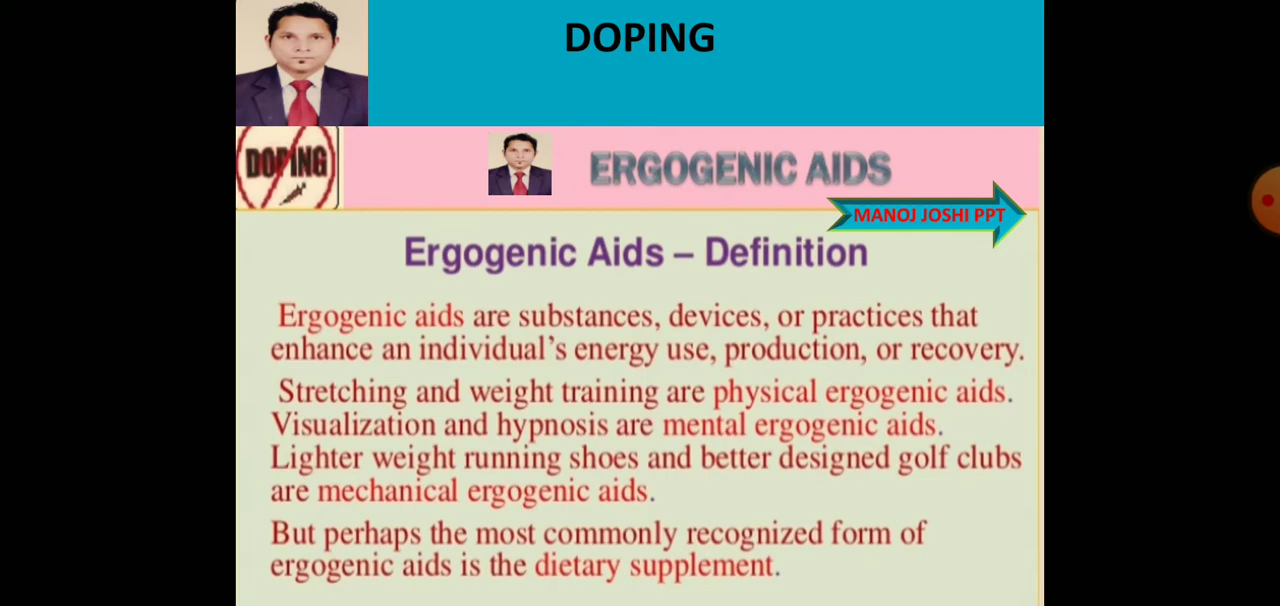 DOPING
DOPING
ERGOGENIC AIDS
MANOJ JOSHI PPT
Ergogenic Aids – Definition
Ergogenic aids are substances, devices, or practices that
enhance an individual's energy use, production, or recovery.
Stretching and weight training are physical ergogenic aids.
Visualization and hypnosis are mental ergogenic aids.
Lighter weight running shoes and better designed golf clubs
are mechanical ergogenic aids.
But perhaps the most commonly recognized form of
ergogenic aids is the dietary supplement.